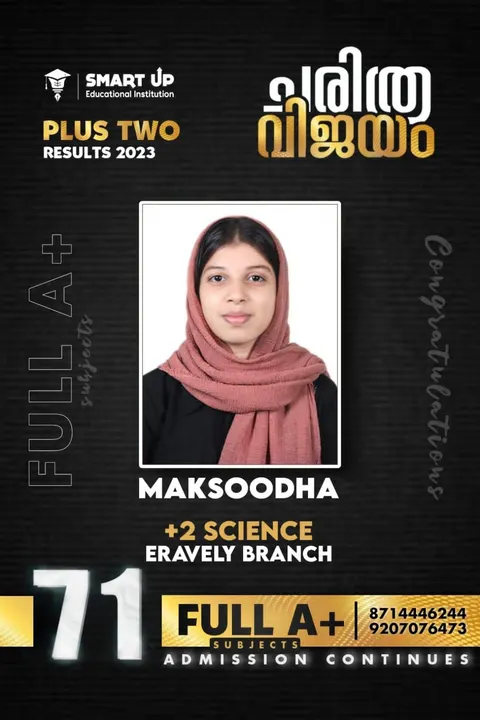 SMART UP
Educational Institution
PLUS TWO
RESULTS 2023
ചരിത്ര
വിജയം
FULL A+
subjects
Congratulations
MAKSOODHA
+2 SCIENCE
ERAVELY BRANCH
71
FULL A+
SUBJECTS
8714446244
9207076473
ADMISSION CONTINUES